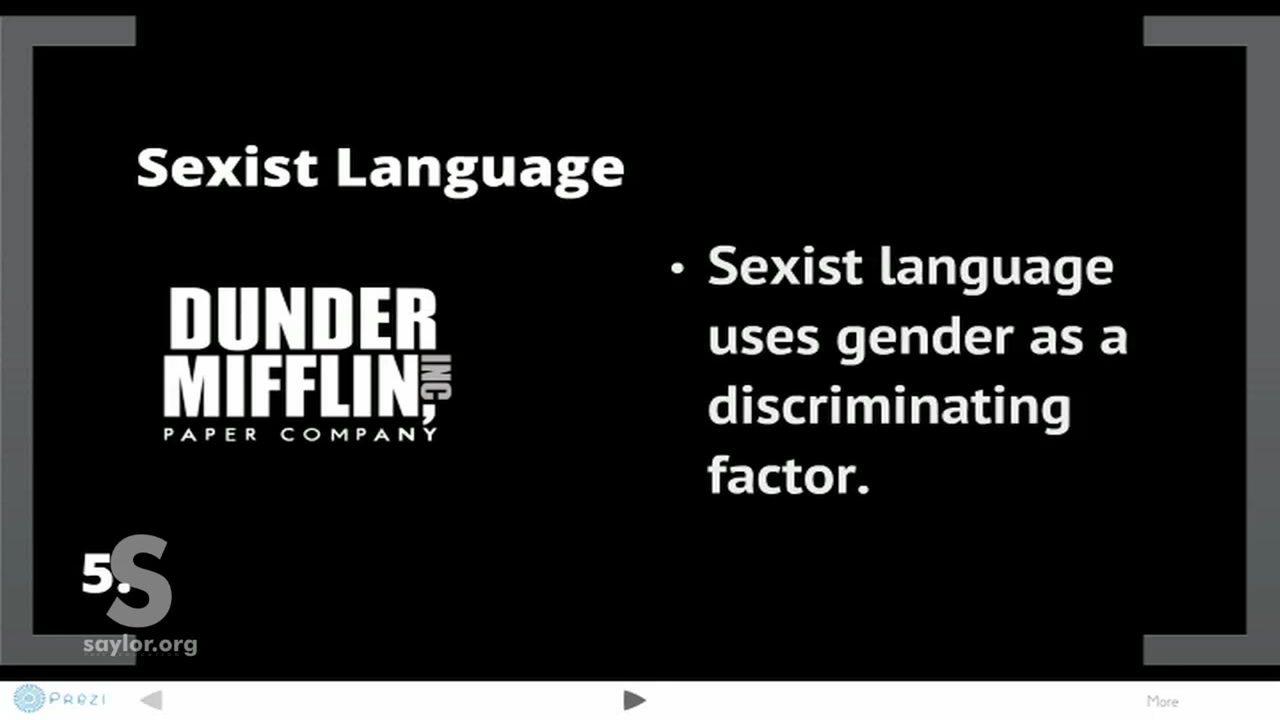 Sexist Language
DUNDER
MIFFLIN, INC
PAPER COMPANY
• Sexist language
uses gender as a
discriminating
factor.
5.
S
saylor.org
Prezi
More